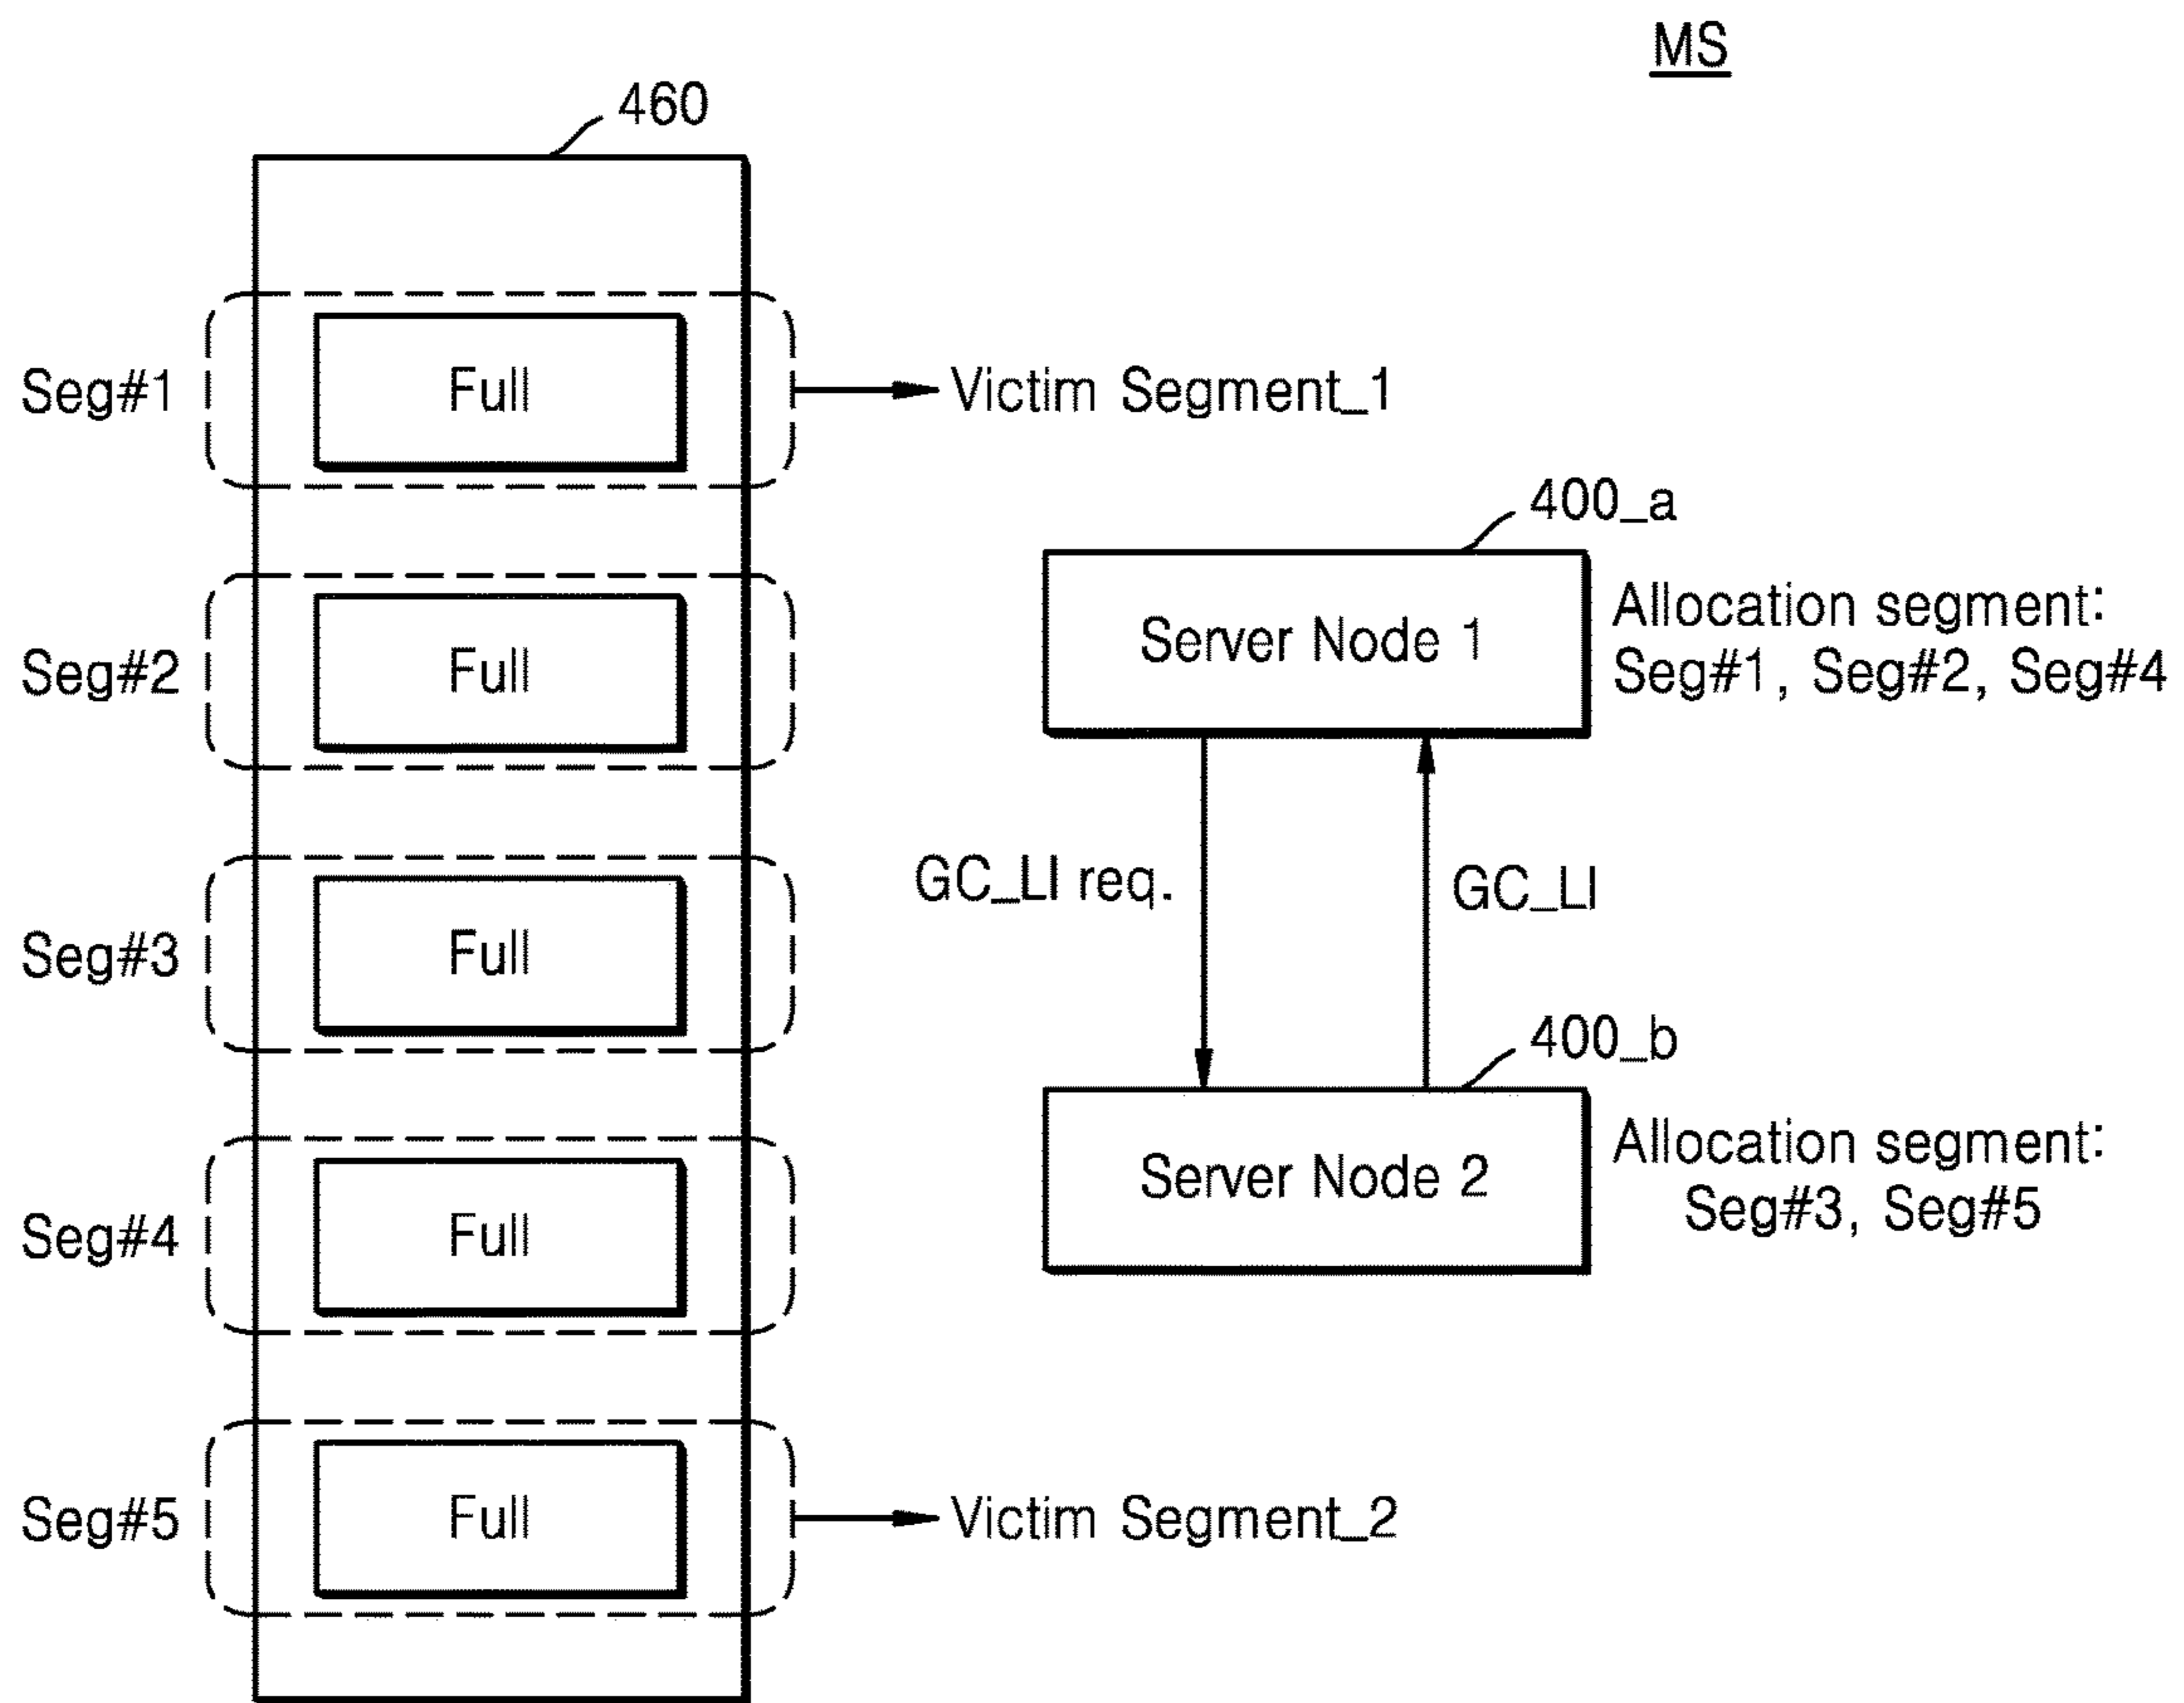 MS
460
Seg#1
Full
Victim Segment_1
400_a
Server Node 1
Allocation segment:
Seg#1, Seg#2, Seg#4
Seg#2
Full
GC_LI req.
GC_LI
Seg#3
Full
400_b
Server Node 2
Allocation segment:
Seg#3, Seg#5
Seg#4
Full
Seg#5
Full
Victim Segment_2